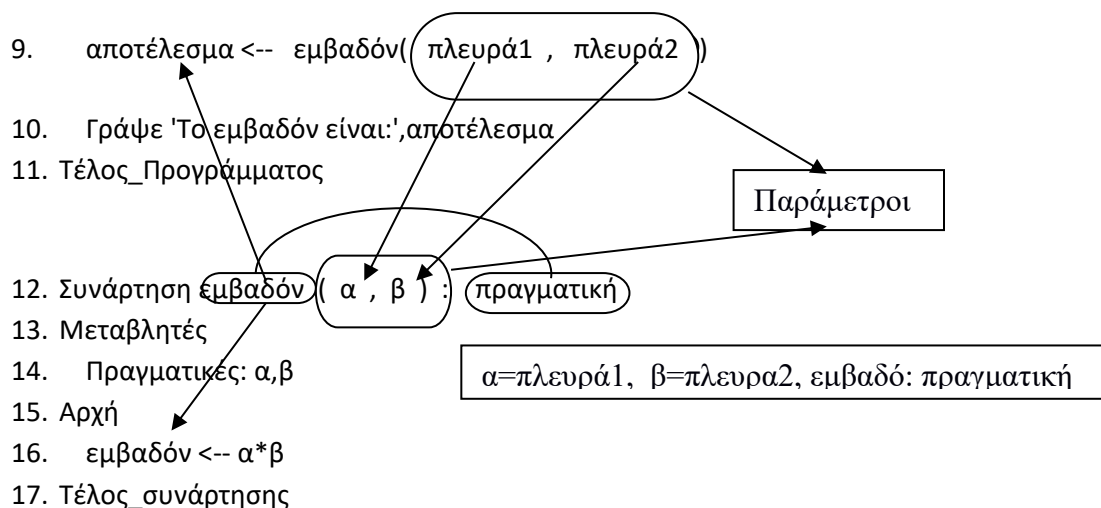 9. αποτέλεσμα <-- εμβαδόν( πλευρά1 , πλευρά2 )
10. Γράψε 'Το εμβαδόν είναι:',αποτέλεσμα
11. Τέλος_Προγράμματος
Παράμετροι
12. Συνάρτηση εμβαδόν ( α , β ) : πραγματική
13. Μεταβλητές
14. Πραγματικές: α,β
α=πλευρά1, β=πλευρα2, εμβαδό: πραγματική
15. Αρχή
16. εμβαδόν <-- α*β
17. Τέλος_συνάρτησης